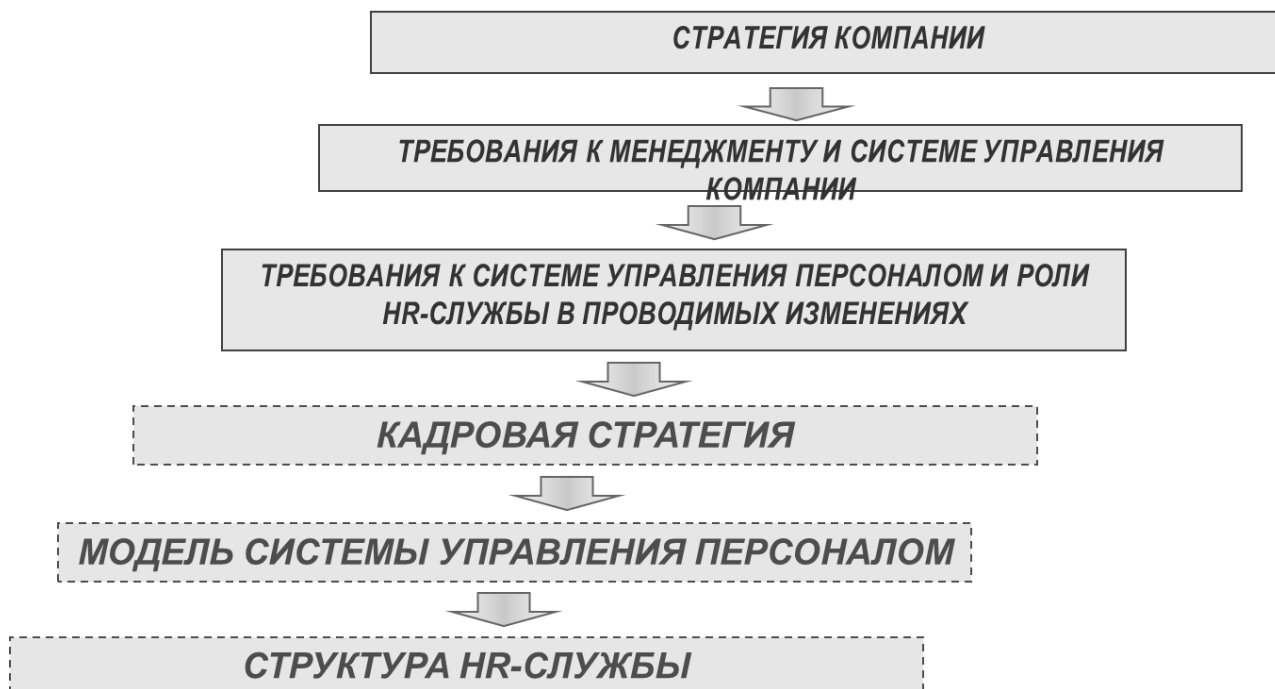 СТРАТЕГИЯ КОМПАНИИ
ТРЕБОВАНИЯ К МЕНЕДЖМЕНТУ И СИСТЕМЕ УПРАВЛЕНИЯ
КОМПАНИИ
ТРЕБОВАНИЯ К СИСТЕМЕ УПРАВЛЕНИЯ ПЕРСОНАЛОМ И РОЛИ
HR-СЛУЖБЫ В ПРОВОДИМЫХ ИЗМЕНЕНИЯХ
КАДРОВАЯ СТРАТЕГИЯ
МОДЕЛЬ СИСТЕМЫ УПРАВЛЕНИЯ ПЕРСОНАЛОМ
СТРУКТУРА HR-СЛУЖБЫ